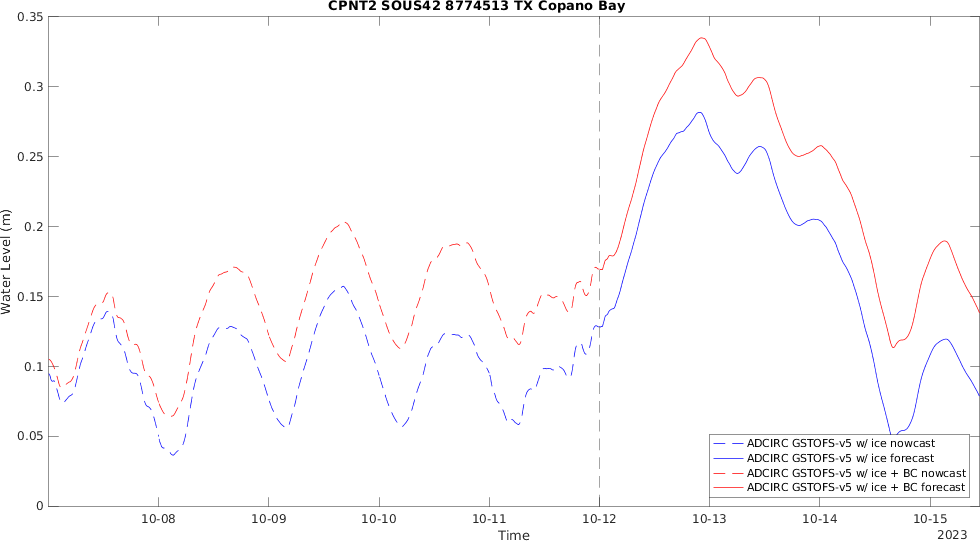 CPNT2 SOUS42 8774513 TX Copano Bay
0.35
0.3
0.25
0.2
0.15
0.1
0.05
0
Water Level (m)
10-08 10-09 10-10 10-11 10-12 10-13 10-14 10-15
Time
2023
ADCIRC GSTOFS-v5 w/ ice nowcast
ADCIRC GSTOFS-v5 w/ ice forecast
ADCIRC GSTOFS-v5 w/ ice + BC nowcast
ADCIRC GSTOFS-v5 w/ ice + BC forecast